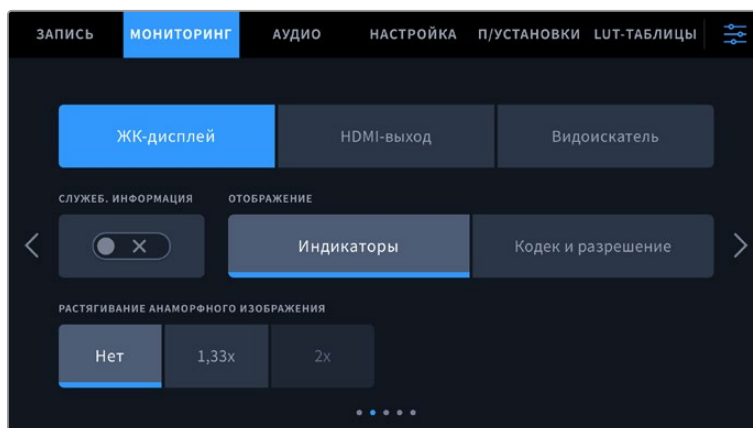 ЗАПИСЬ МОНИТОРИНГ АУДИО НАСТРОЙКА П/УСТАНОВКИ LUT-ТАБЛИЦЫ
ЖК-дисплей HDMI-выход Видоискатель
СЛУЖЕБ. ИНФОРМАЦИЯ ОТОБРАЖЕНИЕ
Индикаторы Кодек и разрешение
РАСТЯГИВАНИЕ АНАМОРФНОГО ИЗОБРАЖЕНИЯ
Нет 1,33x 2x